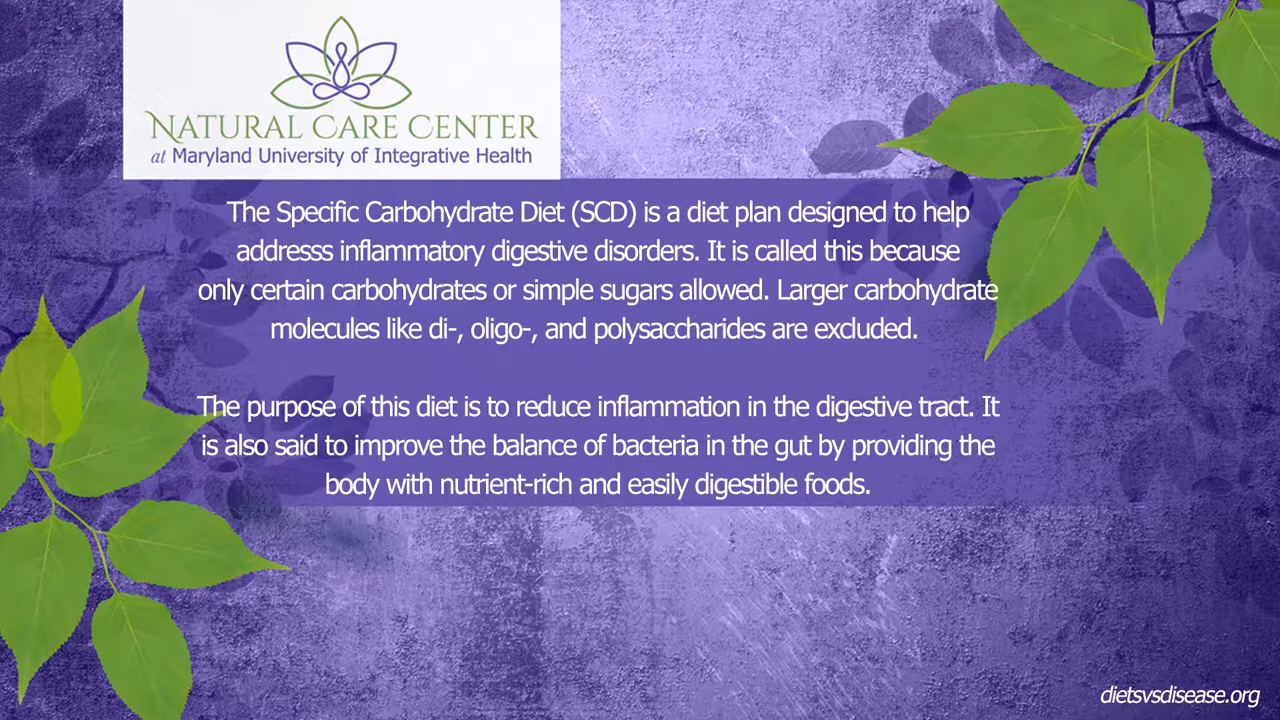 NATURAL CARE CENTER
at Maryland University of Integrative Health
The Specific Carbohydrate Diet (SCD) is a diet plan designed to help
addresss inflammatory digestive disorders. It is called this because
only certain carbohydrates or simple sugars allowed. Larger carbohydrate
molecules like di-, oligo-, and polysaccharides are excluded.
The purpose of this diet is to reduce inflammation in the digestive tract. It
is also said to improve the balance of bacteria in the gut by providing the
body with nutrient-rich and easily digestible foods.
dietsvsdisease.org